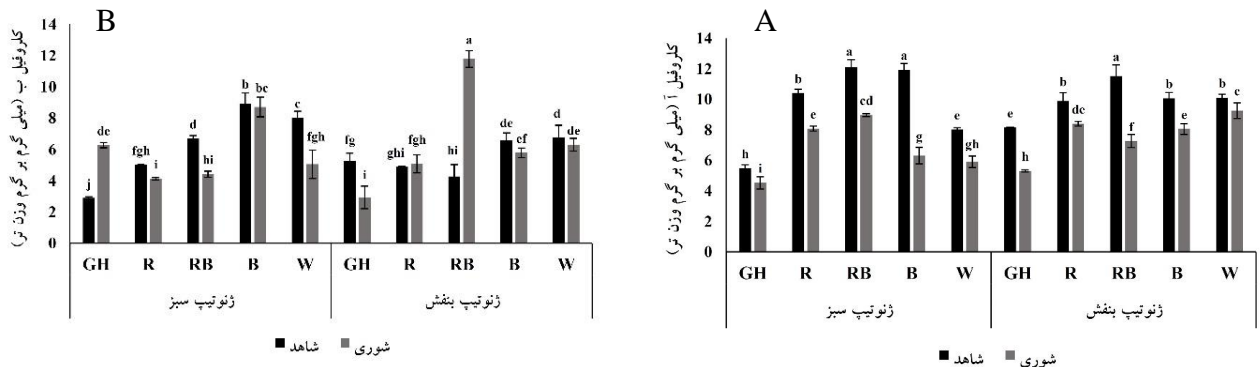 B
کلروفیل ب (میلی گرم بر گرم وزن تر)
14
12
10
8
6
4
2
0
j de fgh i d hi b bc c fgh fg i ghi fgh hi a de ef d de
GH R RB B W GH R RB B W
ژنوتیپ سبز ژنوتیپ بنفش
شاهد شوری
A
کلروفیل آ (میلی گرم بر گرم وزن تر)
14
12
10
8
6
4
2
0
h i b e a cd a g e gh e h b de a f b e b c
GH R RB B W GH R RB B W
ژنوتیپ سبز ژنوتیپ بنفش
شاهد شوری